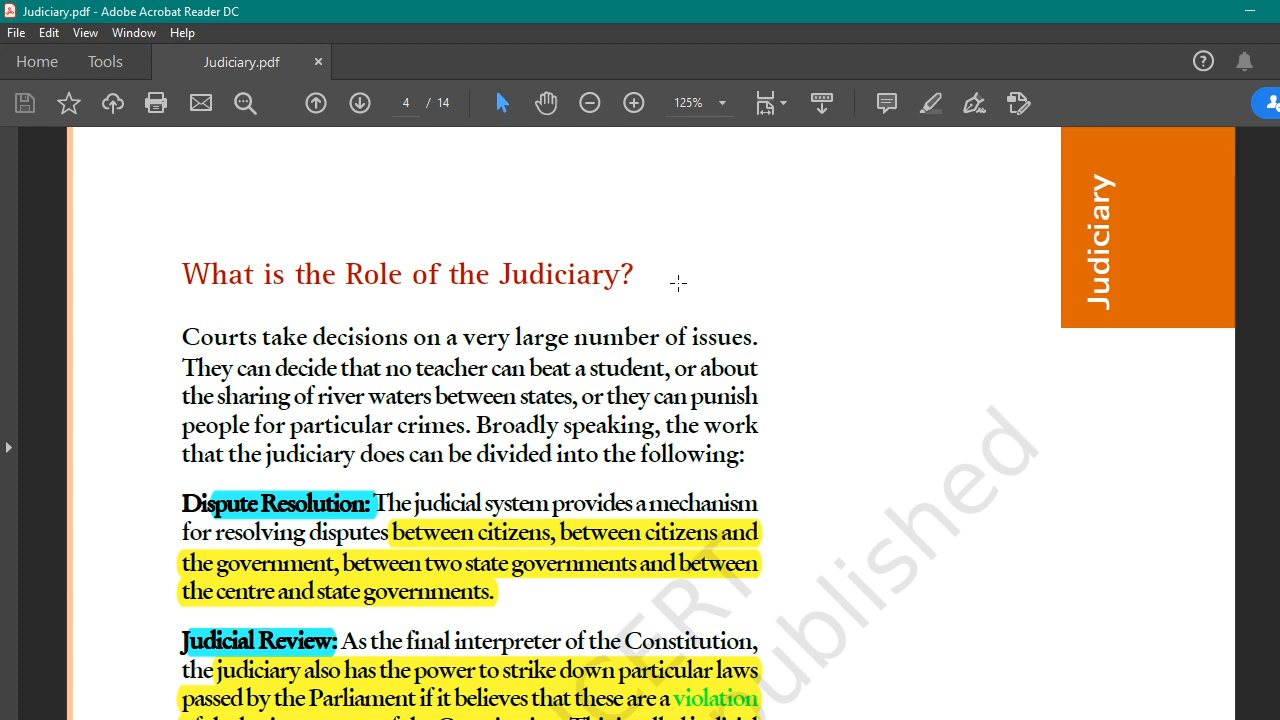 Judiciary.pdf - Adobe Acrobat Reader DC
File Edit View Window Help
Home Tools Judiciary.pdf ×
4 / 14 125%
Judiciary
What is the Role of the Judiciary?
Courts take decisions on a very large number of issues.
They can decide that no teacher can beat a student, or about
the sharing of river waters between states, or they can punish
people for particular crimes. Broadly speaking, the work
that the judiciary does can be divided into the following:
Dispute Resolution: The judicial system provides a mechanism
for resolving disputes between citizens, between citizens and
the government, between two state governments and between
the centre and state governments.
Judicial Review: As the final interpreter of the Constitution,
the judiciary also has the power to strike down particular laws
passed by the Parliament if it believes that these are a violation